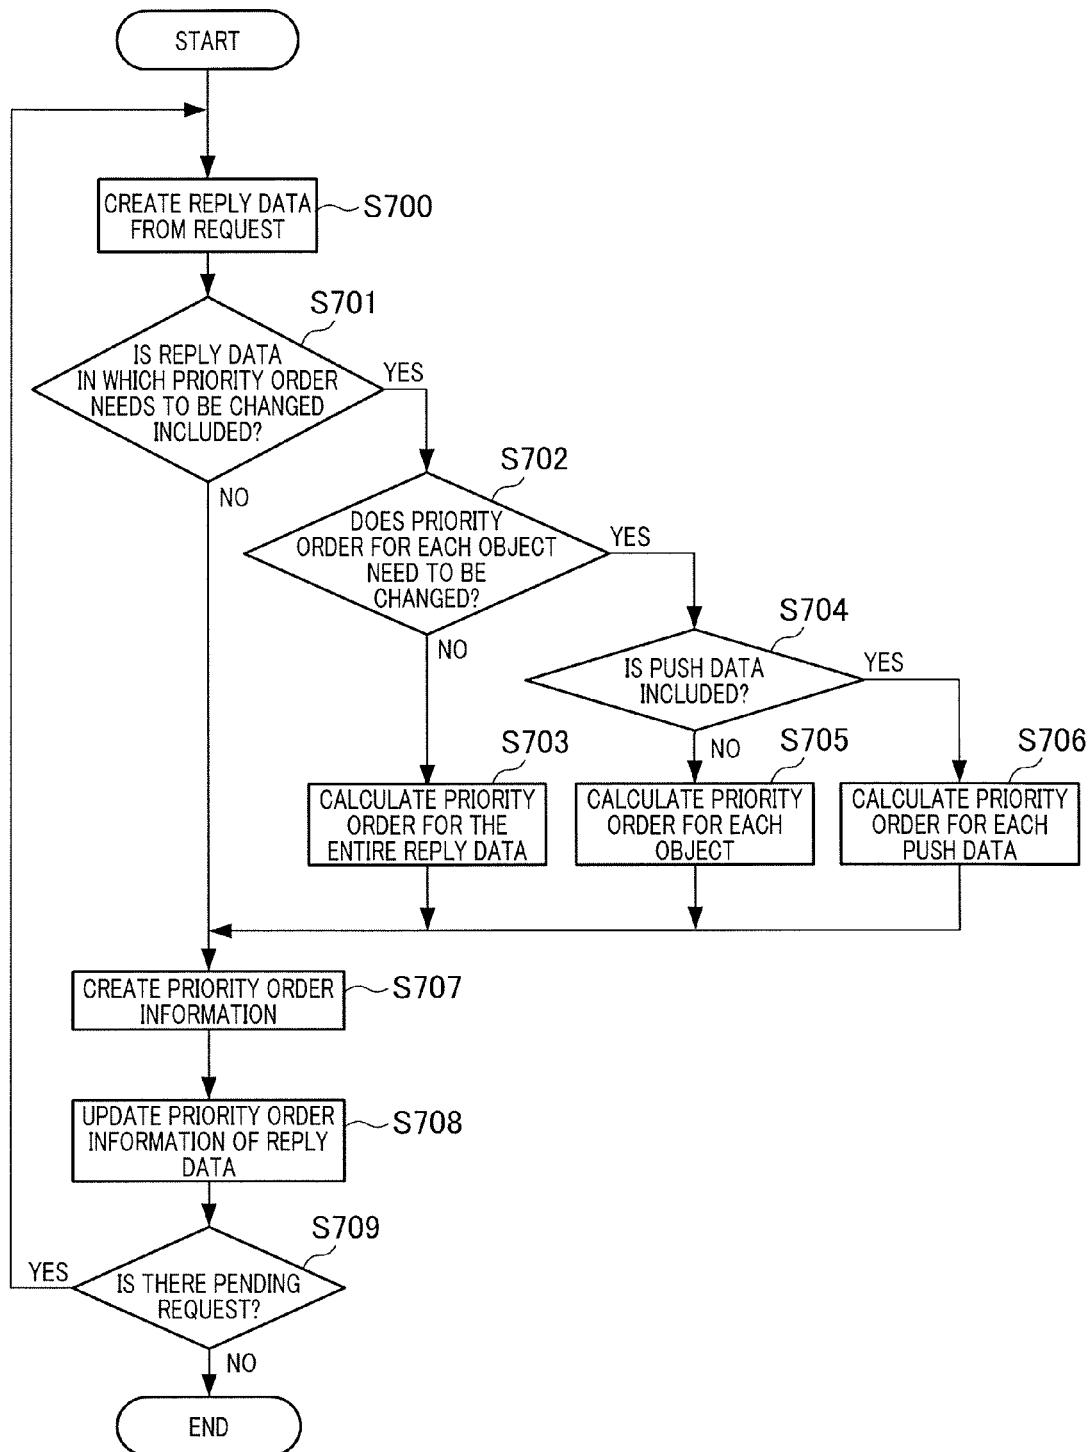 START
CREATE REPLY DATA
FROM REQUEST
S700
S701
IS REPLY DATA
IN WHICH PRIORITY ORDER
NEEDS TO BE CHANGED
INCLUDED?
YES
NO
S702
DOES PRIORITY
ORDER FOR EACH OBJECT
NEED TO BE
CHANGED?
YES
NO
S704
IS PUSH DATA
INCLUDED?
YES
NO
S703
CALCULATE PRIORITY
ORDER FOR THE
ENTIRE REPLY DATA
S705
CALCULATE PRIORITY
ORDER FOR EACH
OBJECT
S706
CALCULATE PRIORITY
ORDER FOR EACH
PUSH DATA
CREATE PRIORITY ORDER
INFORMATION
S707
UPDATE PRIORITY ORDER
INFORMATION OF REPLY
DATA
S708
S709
IS THERE PENDING
REQUEST?
YES
NO
END